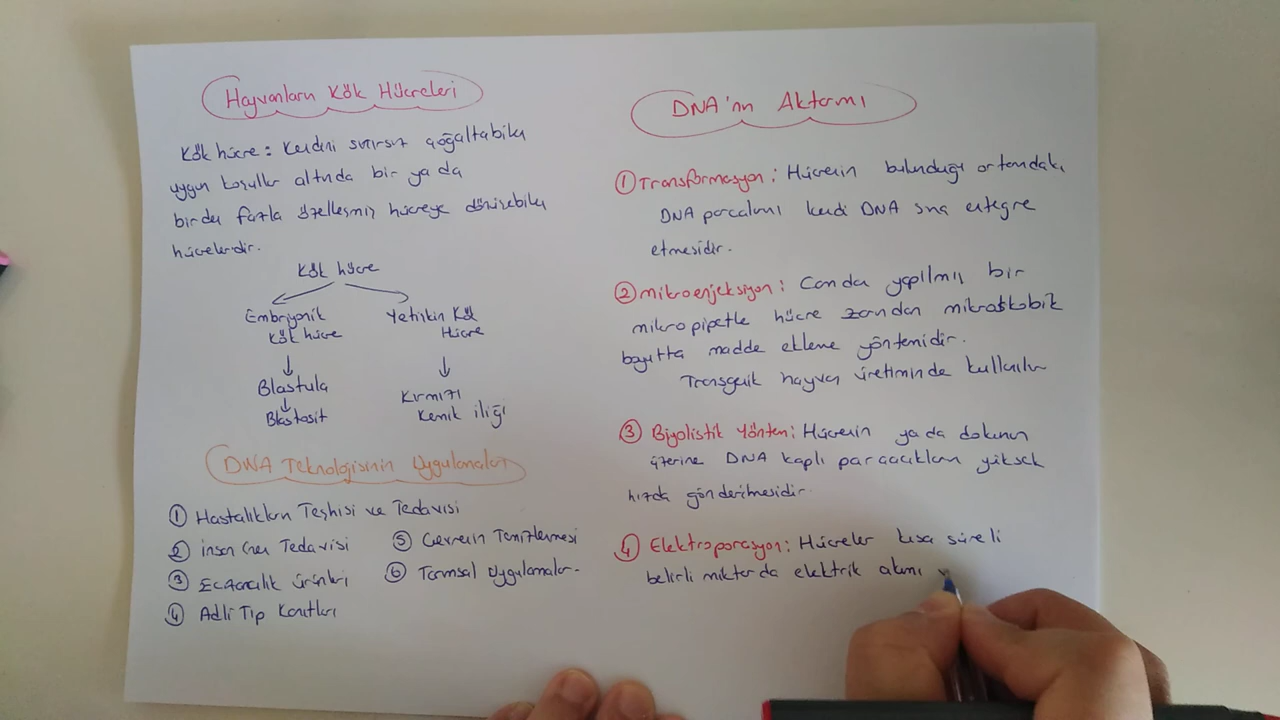 Hayvanların Kök Hücreleri
Kök hücre : Kendini sınırsız çoğaltabilen
uygun koşullar altında bir ya da
birden fazla özelleşmiş hücreye dönüşebilen
hücrelerdir.
Kök hücre
Embriyonik
Kök hücre
Yetişkin Kök
Hücre
Blastula
Blastosit
Kırmızı
Kemik iliği
DNA Teknolojisinin Uygulamaları
① Hastalıkların Teşhisi ve Tedavisi
② insan Gen Tedavisi
③ Eczacılık ürünleri
④ Adli Tıp Kanıtları
⑤ Çevrenin Temizlenmesi
⑥ Tarımsal Uygulamalar.
DNA'nın Aktarımı
① Transformasyon : Hücrenin bulunduğu ortamdaki
DNA parçalarını kendi DNA sına entegre
etmesidir.
② mikroenjeksiyon : Camdan yapılmış bir
mikropipetle hücre zarından mikroskobik
boyutta madde ekleme yöntemidir.
Transgenik hayvan üretiminde kullanılır
③ Biyolistik Yöntem : Hücrenin ya da dokunun
üzerine DNA kaplı parçacıkların yüksek
hızda gönderilmesidir.
④ Elektroporasyon : Hücreler kısa süreli
belirli miktarda elektrik akımı